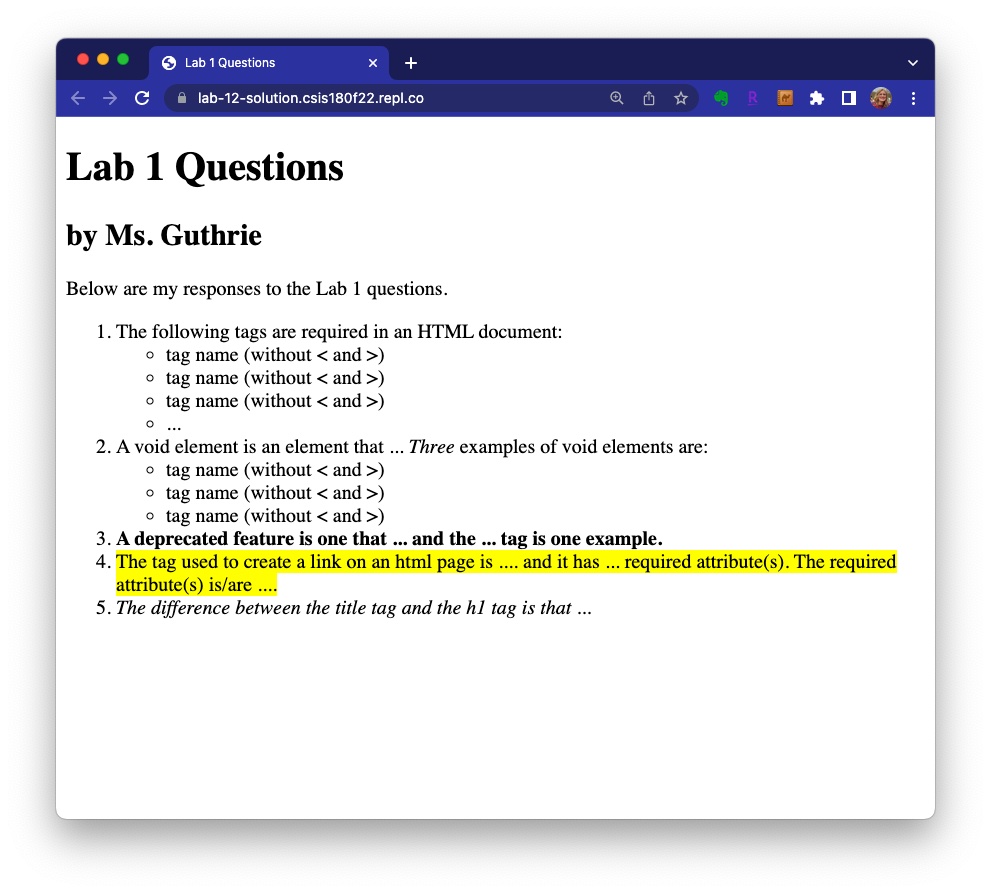 Lab 1 Questions
lab-12-solution.csis180f22.repl.co
Lab 1 Questions
by Ms. Guthrie
Below are my responses to the Lab 1 questions.
1. The following tags are required in an HTML document:
tag name (without < and >)
tag name (without < and >)
tag name (without < and >)
...
2. A void element is an element that ... Three examples of void elements are:
tag name (without < and >)
tag name (without < and >)
tag name (without < and >)
3. A deprecated feature is one that ... and the ... tag is one example.
4. The tag used to create a link on an html page is .... and it has ... required attribute(s). The required
attribute(s) is/are ....
5. The difference between the title tag and the h1 tag is that ...